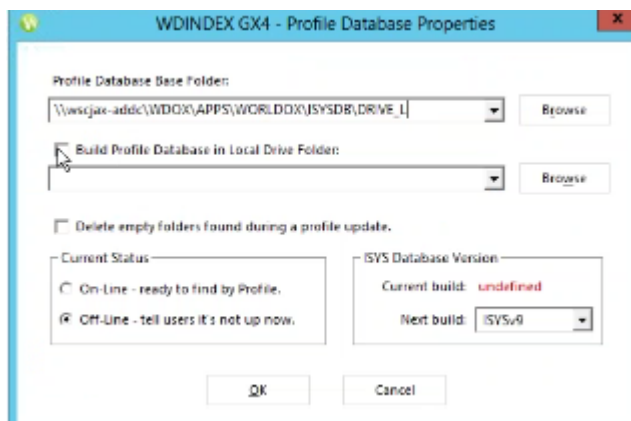 WDINDEX GX4 - Profile Database Properties
x
Profile Database Base Folder:
\\wscjax-addc\WDOX\APPS\WORLDOX\ISYSDB\DRIVE_L
Browse
Build Profile Database in Local Drive Folder:
Browse
Delete empty folders found during a profile update.
Current Status
ISYS Database Version
On-Line - ready to find by Profile.
Current build: undefined
Off-Line - tell users it's not up now.
Next build: ISYSv9
OK
Cancel